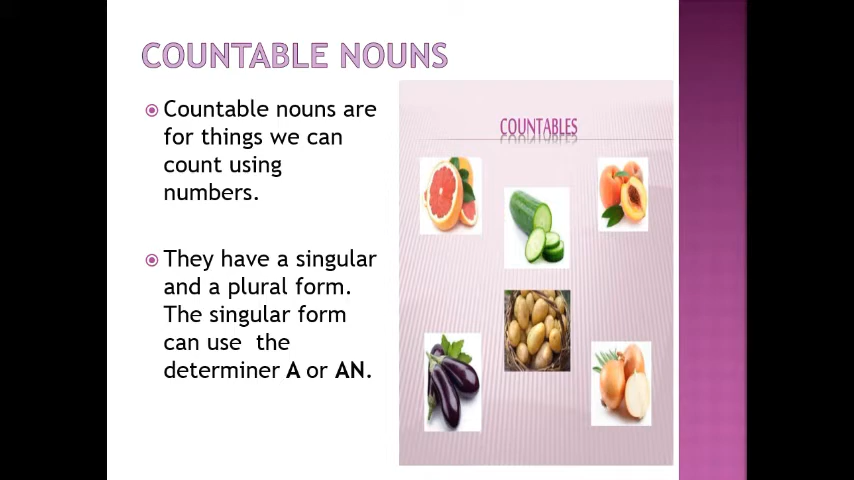 COUNTABLE NOUNS
Countable nouns are
for things we can
count using
numbers.
They have a singular
and a plural form.
The singular form
can use  the
determiner A or AN.
COUNTABLES